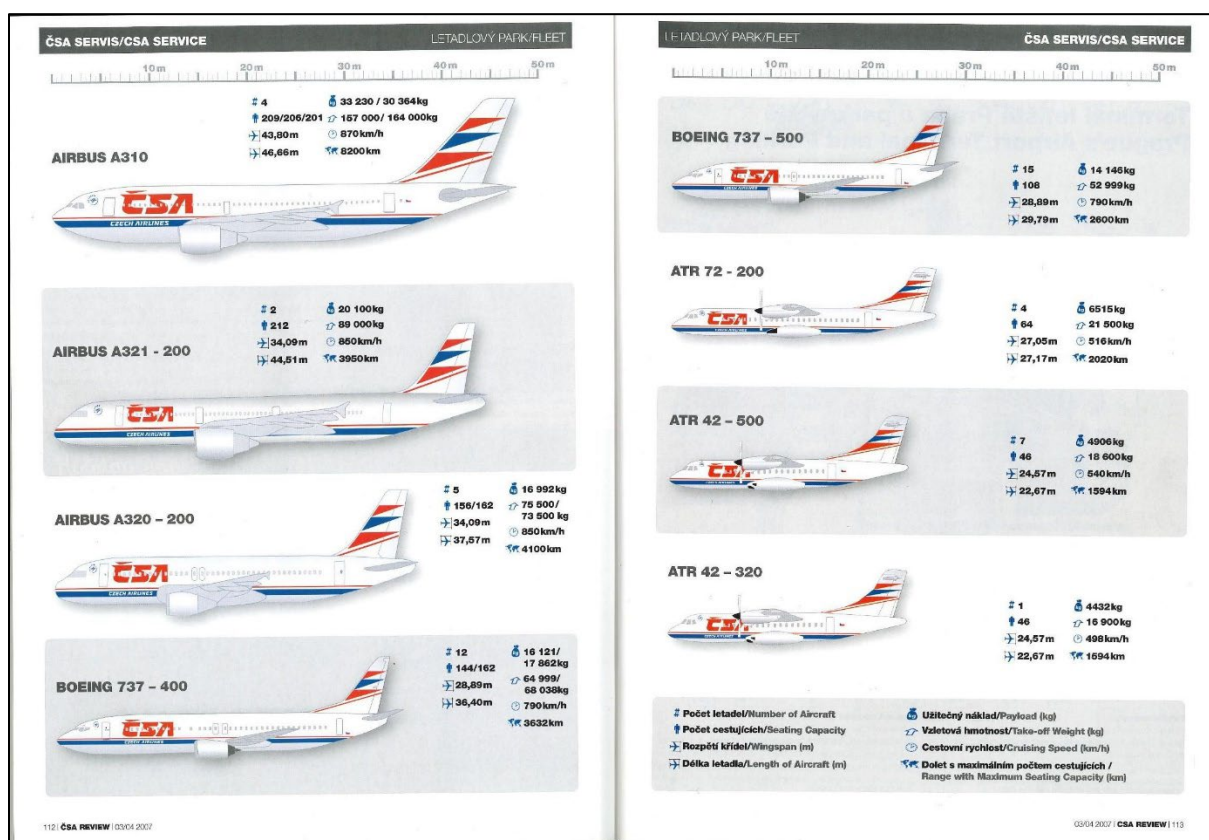 ČSA SERVIS/CSA SERVICE
LETADLOVÝ PARK/FLEET
10m 20m 30m 40m 50m
AIRBUS A310
# 4
209/206/201
43,80m
46,66m
33 230 / 30 364kg
157 000/ 164 000kg
870km/h
8200km
ČSA
CZECH AIRLINES
AIRBUS A321 - 200
# 2
212
34,09m
44,51m
20 100kg
89 000kg
850km/h
3950km
ČSA
CZECH AIRLINES
AIRBUS A320 – 200
# 5
156/162
34,09m
37,57m
16 992kg
75 500/
73 500 kg
850km/h
4100km
ČSA
CZECH AIRLINES
BOEING 737 – 400
# 12
144/162
28,89m
36,40m
16 121/
17 862kg
64 999/
68 038kg
790km/h
3632km
ČSA
CZECH AIRLINES
112 | ČSA REVIEW | 03/04 2007
LETADLOVÝ PARK/FLEET
ČSA SERVIS/CSA SERVICE
10m 20m 30m 40m 50m
BOEING 737 – 500
# 15
108
28,89m
29,79m
14 146kg
52 999kg
790km/h
2600km
ČSA
ATR 72 - 200
# 4
64
27,05m
27,17m
6515kg
21 500kg
516km/h
2020km
ČSA
ATR 42 – 500
# 7
46
24,57m
22,67m
4906kg
18 600kg
540km/h
1594km
ČSA
ATR 42 – 320
# 1
46
24,57m
22,67m
4432kg
16 900kg
498km/h
1594km
ČSA
# Počet letadel/Number of Aircraft
Počet cestujících/Seating Capacity
Rozpětí křídel/Wingspan (m)
Délka letadla/Length of Aircraft (m)
Užitečný náklad/Payload (kg)
Vzletová hmotnost/Take-off Weight (kg)
Cestovní rychlost/Cruising Speed (km/h)
Dolet s maximálním počtem cestujících /
Range with Maximum Seating Capacity (km)
03/04 2007 | CSA REVIEW | 113